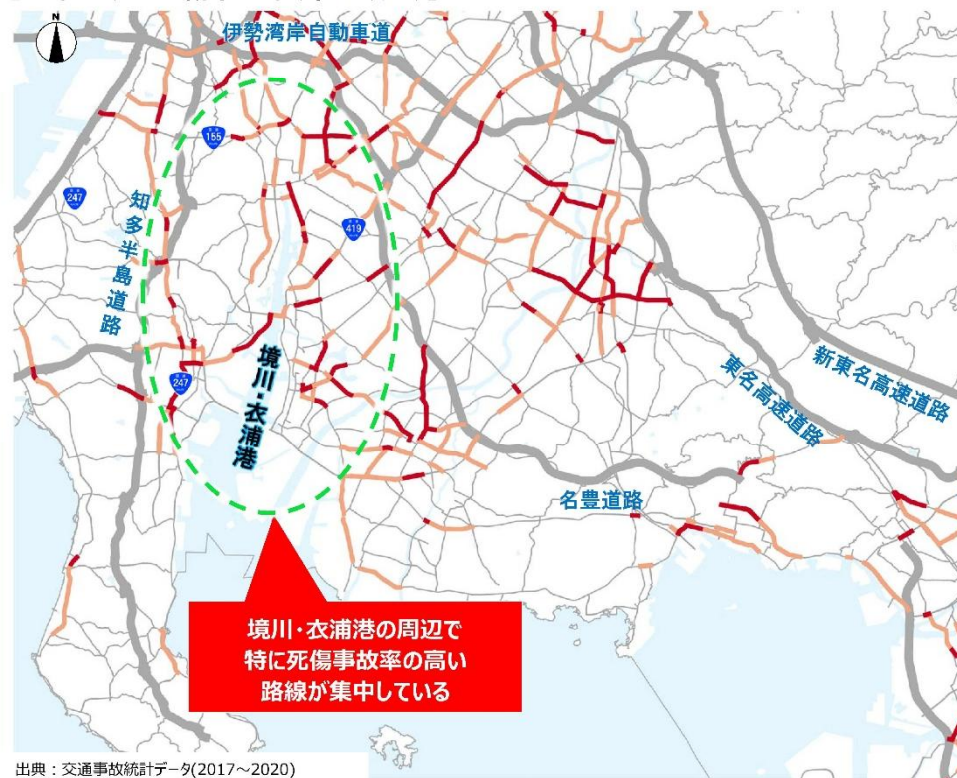 N
伊勢湾岸自動車道
155
247
知多半島道路
419
境川・衣浦港
247
新東名高速道路
東名高速道路
名豊道路
境川・衣浦港の周辺で
特に死傷事故率の高い
路線が集中している
出典：交通事故統計データ(2017～2020)